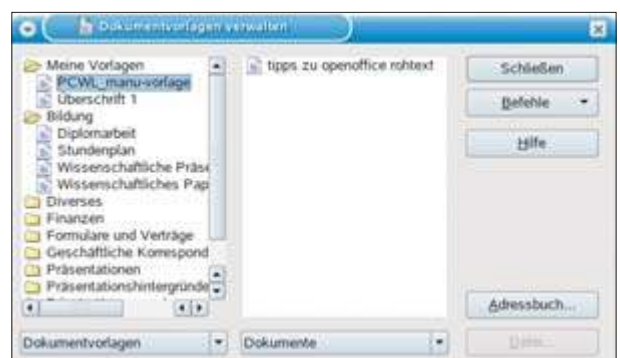 Dokumentvorlagen verwalten
Meine Vorlagen
PCWL_manu-vorlage
Überschrift 1
Bildung
Diplomarbeit
Stundenplan
Wissenschaftliche Präse
Wissenschaftliches Pap
Diverses
Finanzen
Formulare und Verträge
Geschäftliche Korrespond
Präsentationen
Präsentationshintergründe
Dokumentvorlagen
tipps zu openoffice rohtext
Dokumente
Schließen
Befehle
Hilfe
Adressbuch...
Datei...